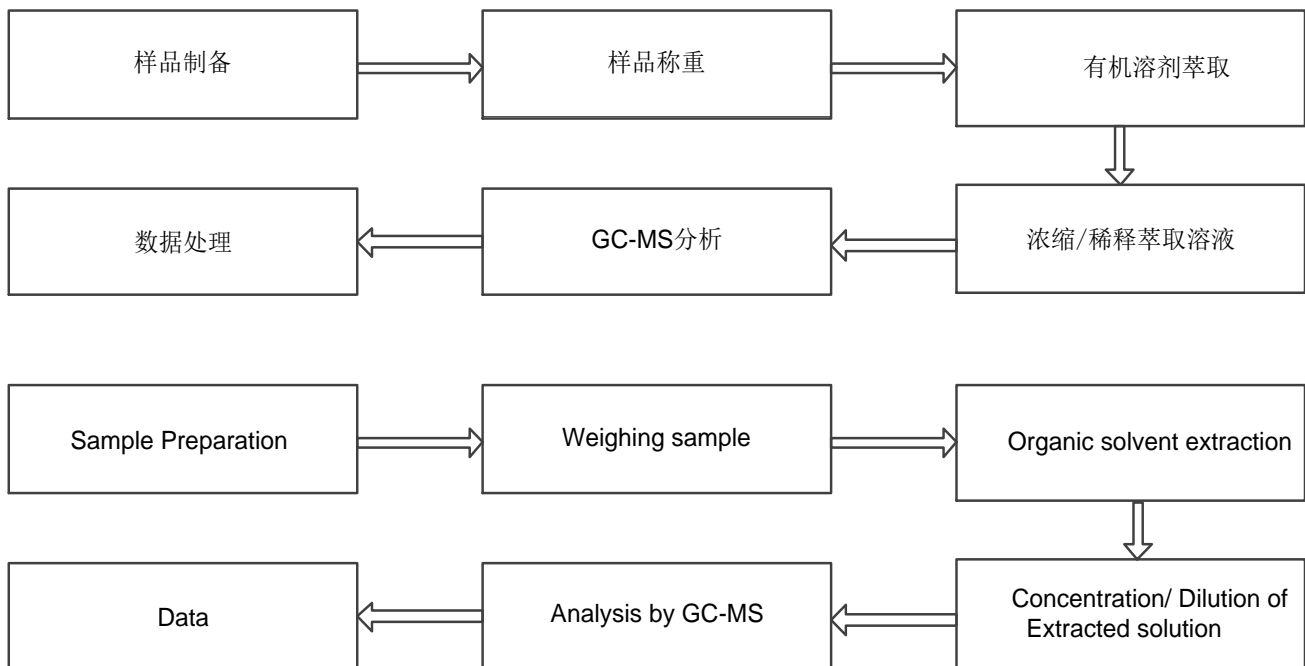 样品制备
样品称重
有机溶剂萃取
数据处理
GC-MS分析
浓缩/稀释萃取溶液
Sample Preparation
Weighing sample
Organic solvent extraction
Data
Analysis by GC-MS
Concentration/ Dilution of
Extracted solution